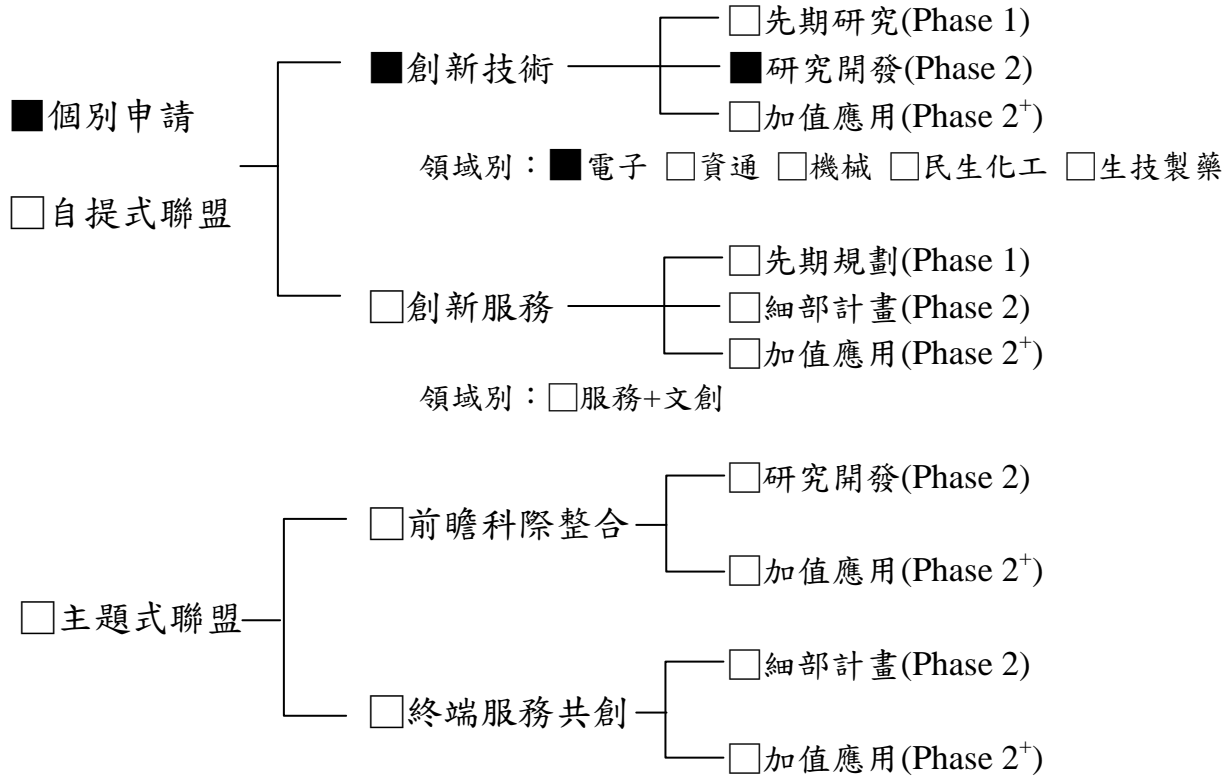 □先期研究(Phase 1)
■創新技術
■研究開發(Phase 2)
■個別申請
□加值應用(Phase 2+)
領域別：■電子 □資通 □機械 □民生化工 □生技製藥
□自提式聯盟
□先期規劃(Phase 1)
□創新服務
□細部計畫(Phase 2)
□加值應用(Phase 2+)
領域別：□服務+文創
□研究開發(Phase 2)
□前瞻科際整合
□加值應用(Phase 2+)
□主題式聯盟
□細部計畫(Phase 2)
□終端服務共創
□加值應用(Phase 2+)